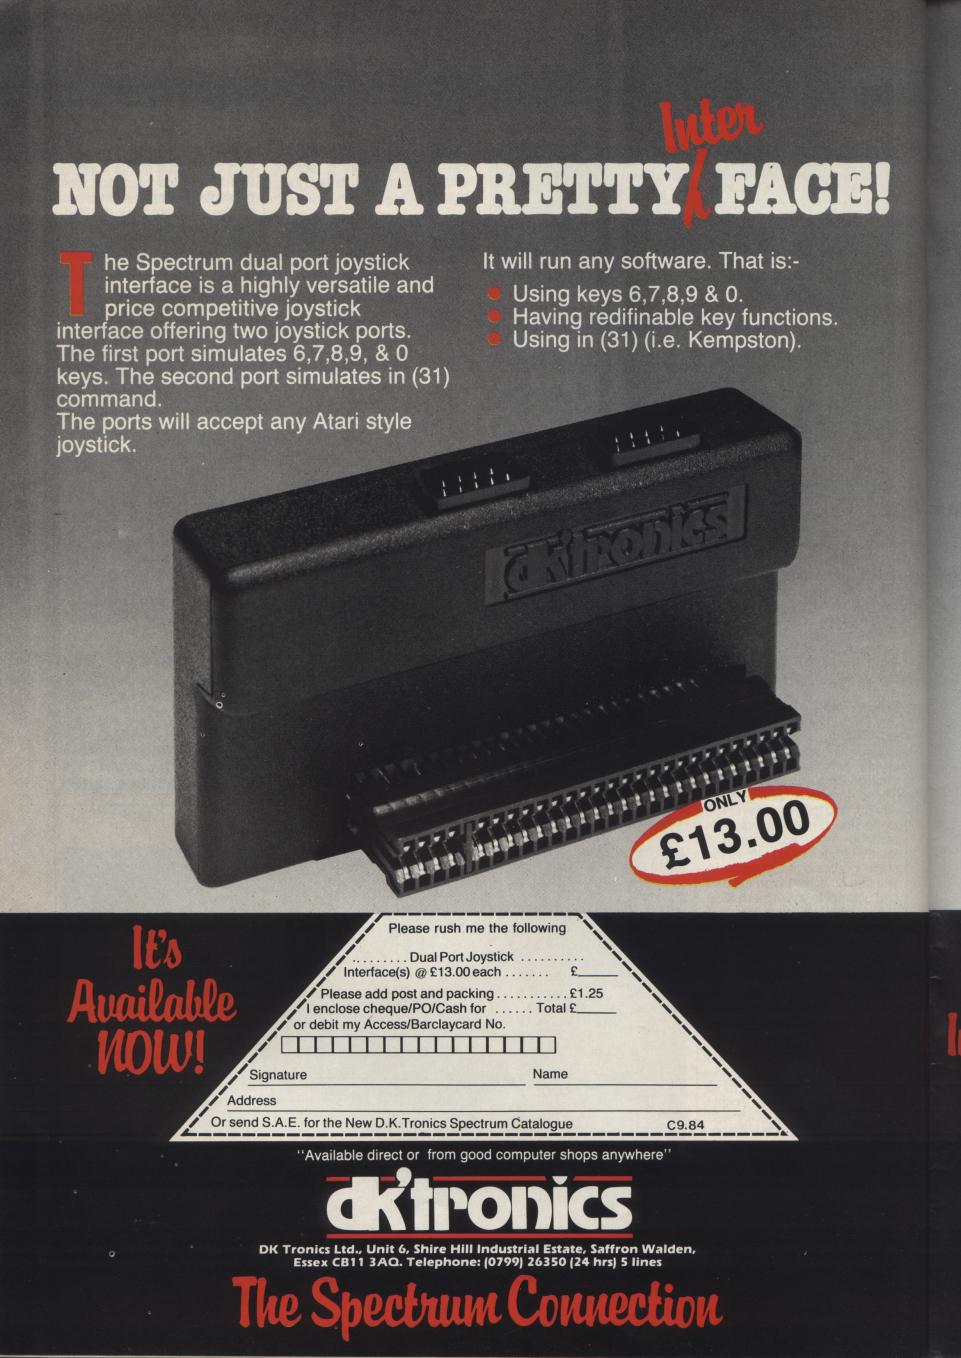 Inter
NOT JUST A PRETTY FACE!
The Spectrum dual port joystick
interface is a highly versatile and
price competitive joystick
interface offering two joystick ports.
The first port simulates 6,7,8,9, & 0
keys. The second port simulates in (31)
command.
The ports will accept any Atari style
joystick.
It will run any software. That is:-
Using keys 6,7,8,9 & 0.
Having redifinable key functions.
Using in (31) (i.e. Kempston).
dk'tronics
ONLY
£13.00
It's
Available
NOW!
Please rush me the following
......... Dual Port Joystick ..........
Interface(s) @ £13.00 each ....... £______
Please add post and packing ........... £1.25
I enclose cheque/PO/Cash for ...... Total £______
or debit my Access/Barclaycard No.
Signature Name
Address
Or send S.A.E. for the New D.K.Tronics Spectrum Catalogue C9.84
"Available direct or from good computer shops anywhere"
dk'tronics
DK Tronics Ltd., Unit 6, Shire Hill Industrial Estate, Saffron Walden,
Essex CB11 3AQ. Telephone: (0799) 26350 (24 hrs) 5 lines
The Spectrum Connection